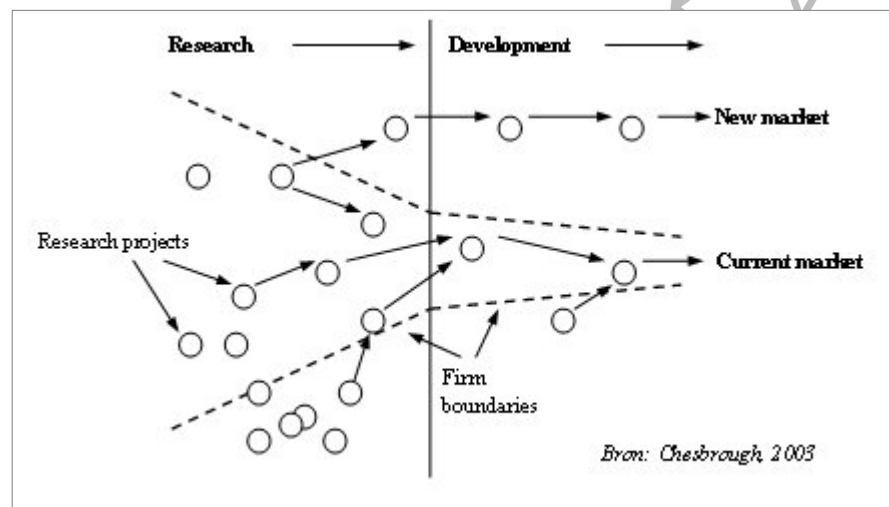 Research
Development
New market
Research projects
Current market
Firm
boundaries
Bron: Chesbrough, 2003